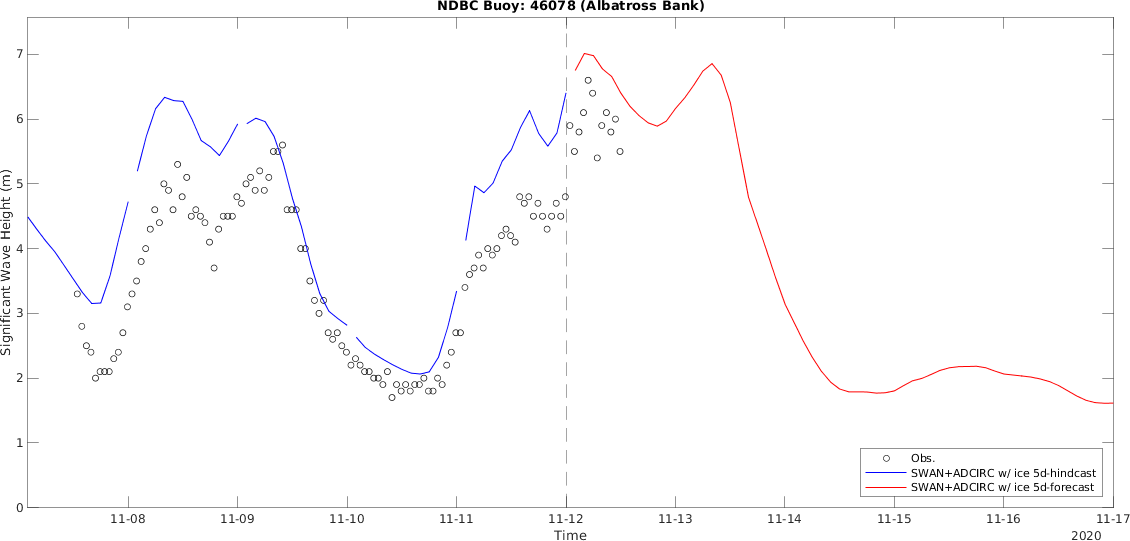 NDBC Buoy: 46078 (Albatross Bank)
Significant Wave Height (m)
7
6
5
4
3
2
1
0
Obs.
SWAN+ADCIRC w/ ice 5d-hindcast
SWAN+ADCIRC w/ ice 5d-forecast
11-08 11-09 11-10 11-11 11-12 11-13 11-14 11-15 11-16 11-17
Time
2020